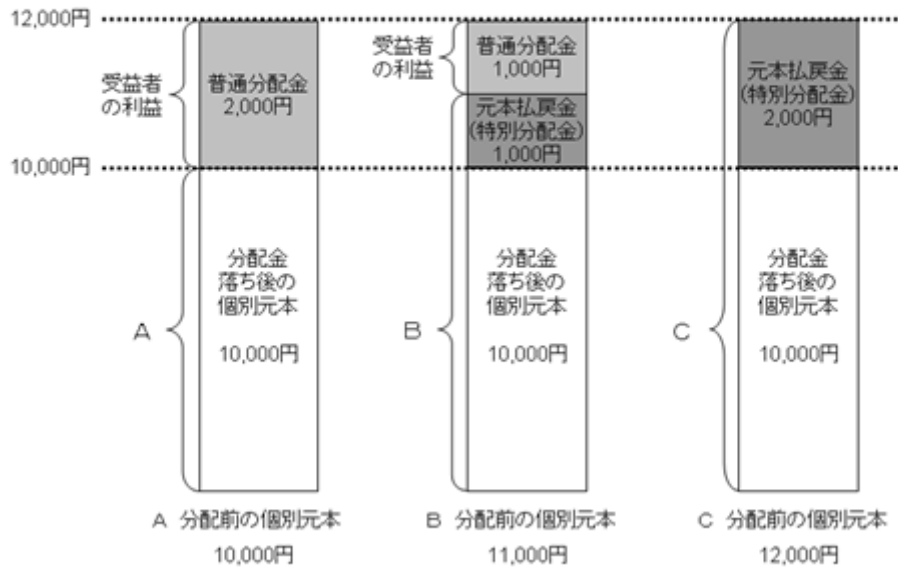 12,000円
受益者
の利益
普通分配金
2,000円
10,000円
A
分配金
落ち後の
個別元本
10,000円
A 分配前の個別元本
10,000円
受益者
の利益
普通分配金
1,000円
元本払戻金
(特別分配金)
1,000円
B
分配金
落ち後の
個別元本
10,000円
B 分配前の個別元本
11,000円
元本払戻金
(特別分配金)
2,000円
C
分配金
落ち後の
個別元本
10,000円
C 分配前の個別元本
12,000円